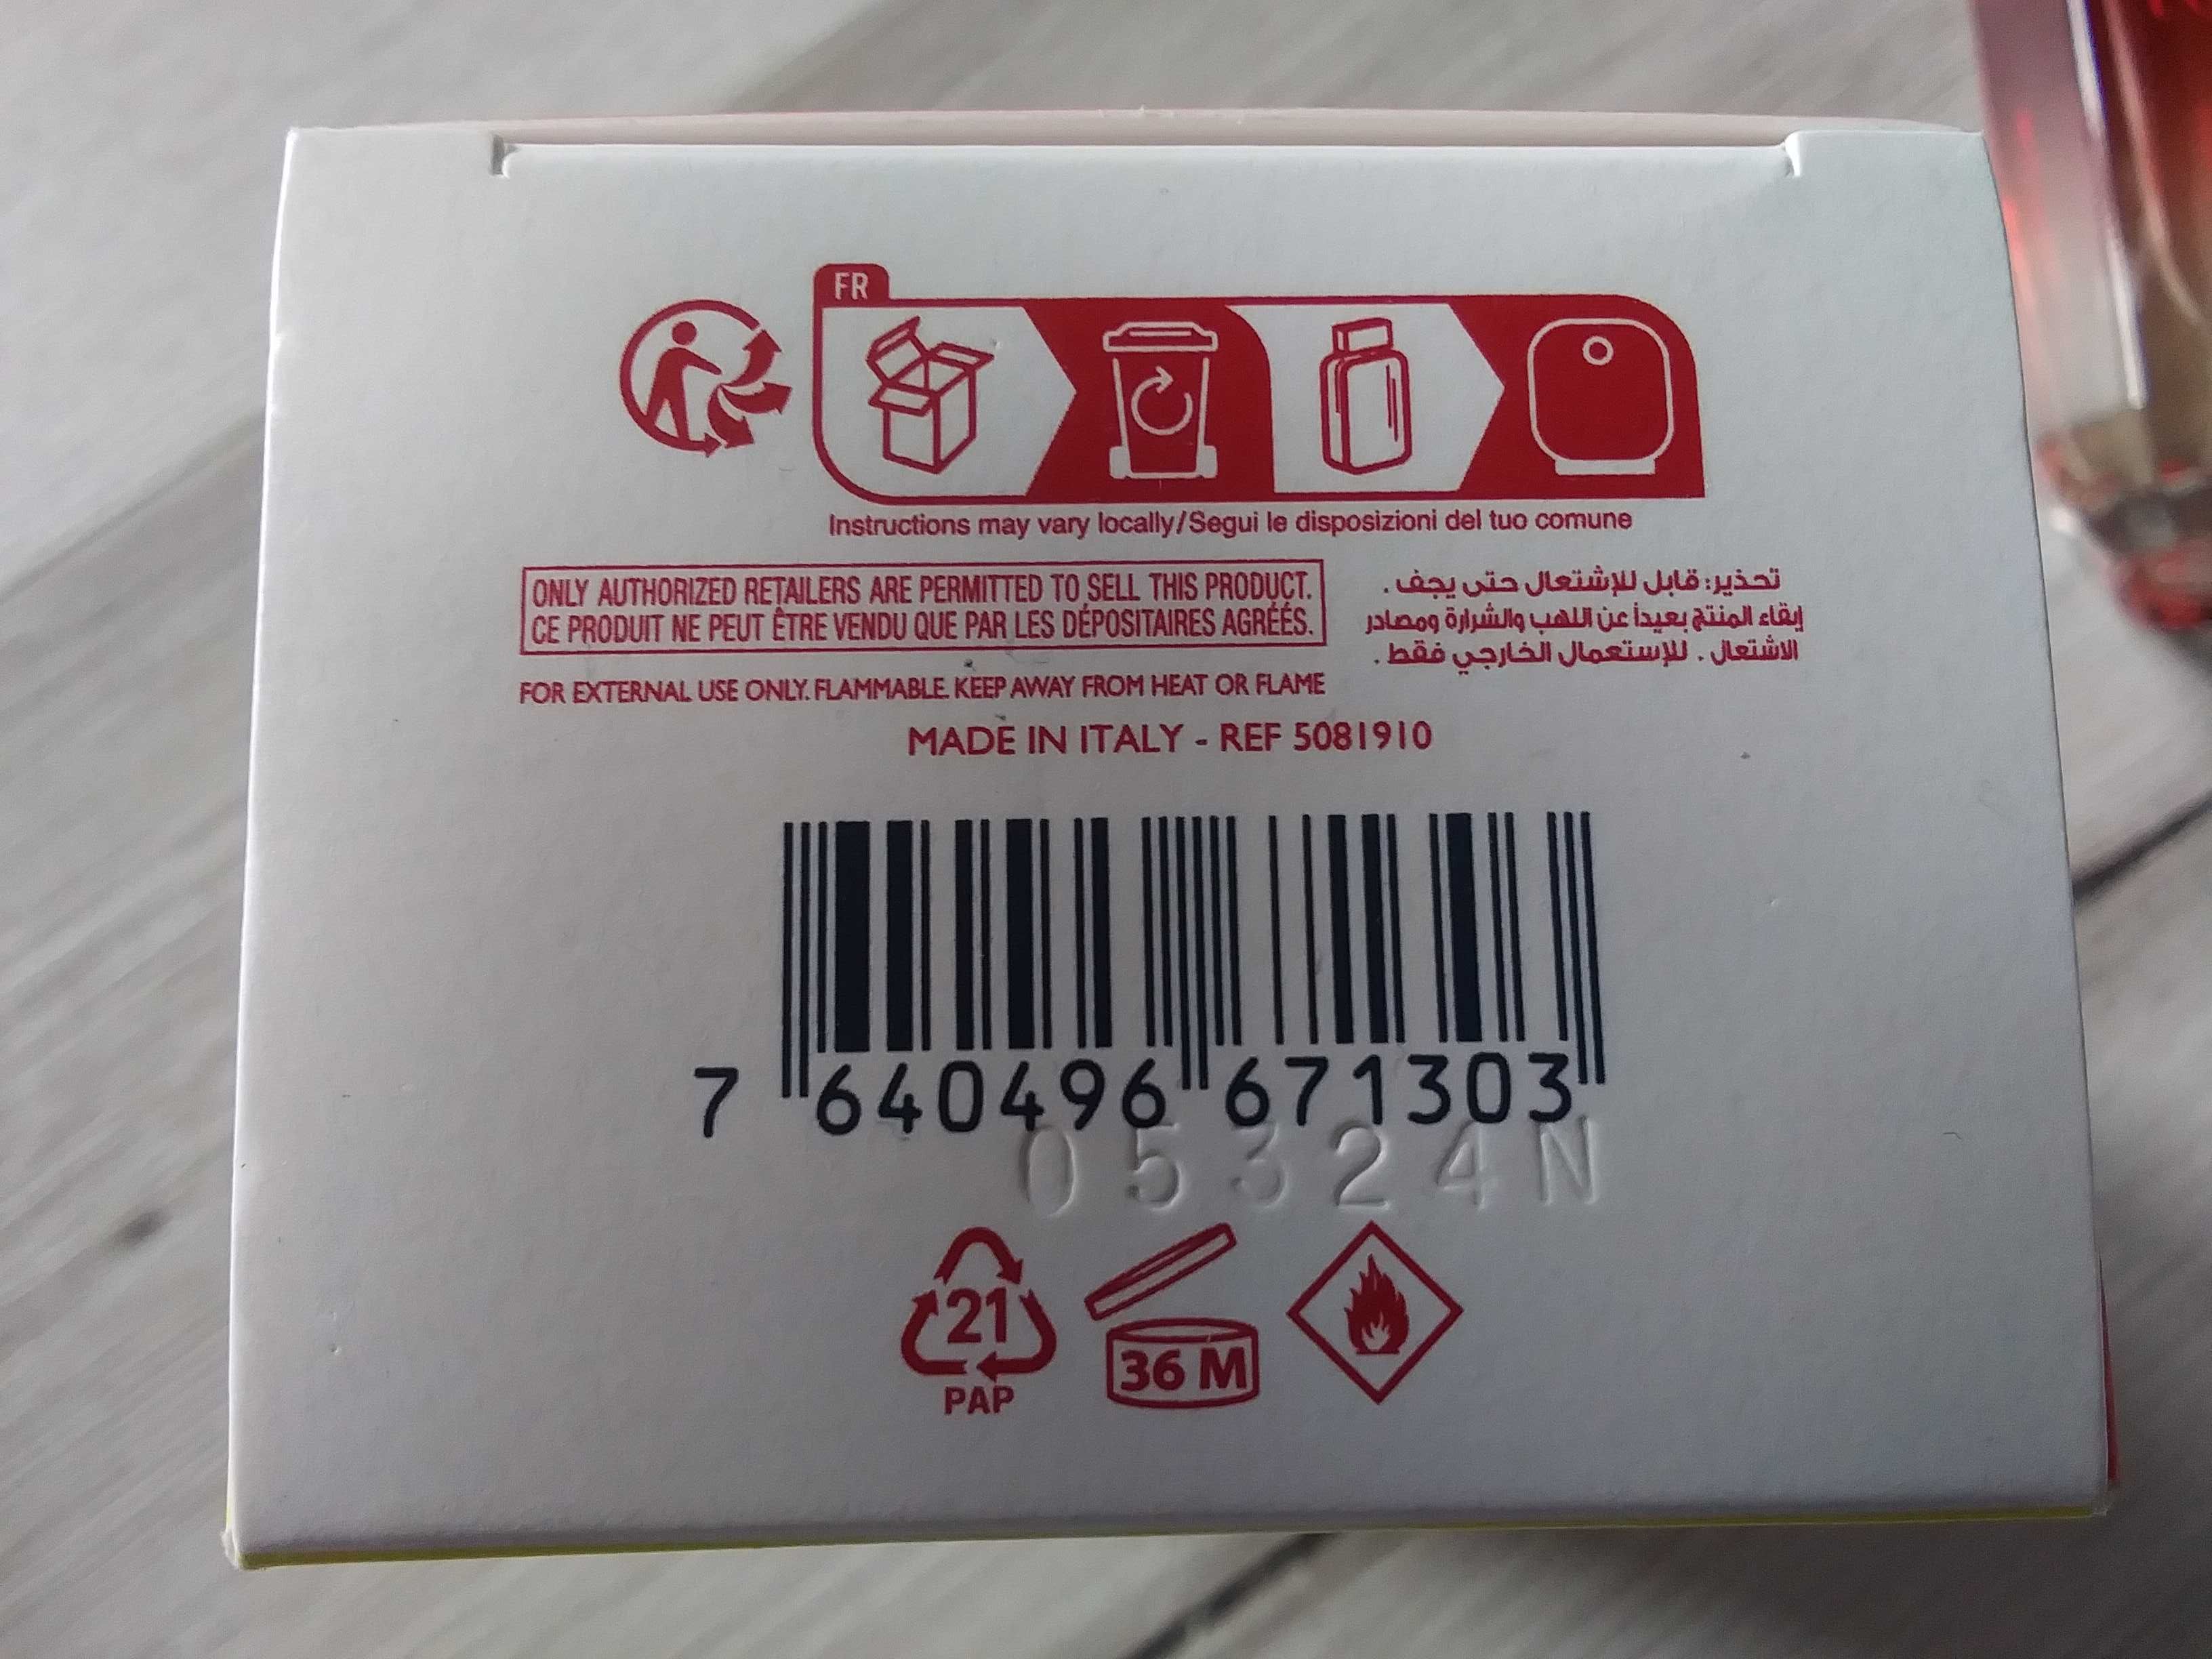 FR
Instructions may vary locally/Segui le disposizioni del tuo comune
ONLY AUTHORIZED RETAILERS ARE PERMITTED TO SELL THIS PRODUCT.
CE PRODUIT NE PEUT ÊTRE VENDU QUE PAR LES DÉPOSITAIRES AGRÉÉS.
FOR EXTERNAL USE ONLY. FLAMMABLE. KEEP AWAY FROM HEAT OR FLAME
تحذير: قابل للإشتعال حتى يجف .
إبقاء المنتج بعيداً عن اللهب والشرارة ومصادر
الاشتعال . للإستعمال الخارجي فقط .
MADE IN ITALY - REF 5081910
7 640496 671303
05324N
21
PAP
36 M